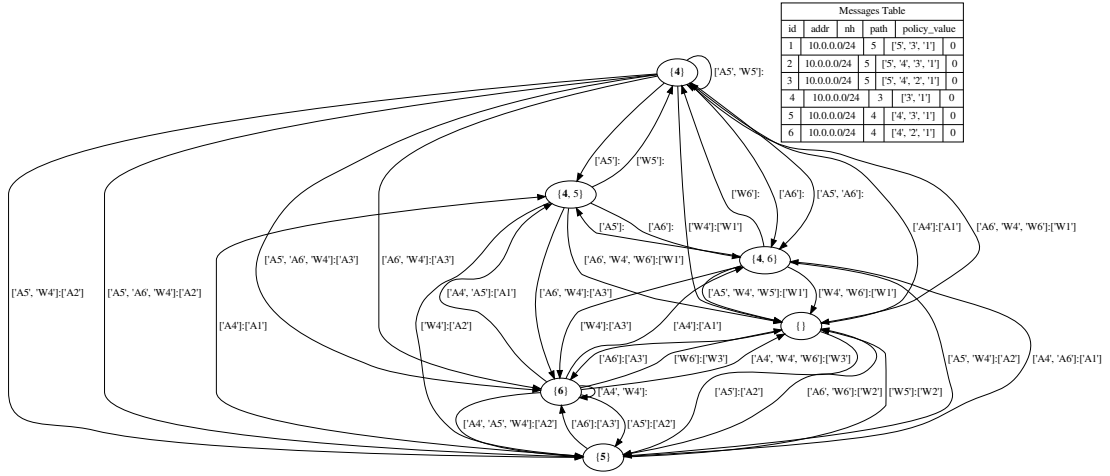 Messages Table
id addr nh path policy_value
1 10.0.0.0/24 5 ['5', '3', '1'] 0
2 10.0.0.0/24 5 ['5', '4', '3', '1'] 0
3 10.0.0.0/24 5 ['5', '4', '2', '1'] 0
4 10.0.0.0/24 3 ['3', '1'] 0
5 10.0.0.0/24 4 ['4', '3', '1'] 0
6 10.0.0.0/24 4 ['4', '2', '1'] 0
{4}
['A5', 'W5']:
['A5']:
['W5']:
['W6']:
['A6']:
['A5', 'A6']:
{4, 5}
['A5']:
['A6']:
['W4']:['W1']
['A4']:['A1']
['A6', 'W4', 'W6']:['W1']
{4, 6}
['A5', 'A6', 'W4']:['A3']
['A6', 'W4']:['A3']
['A6', 'W4', 'W6']:['W1']
['A5', 'W4']:['A2']
['A5', 'A6', 'W4']:['A2']
['A4', 'A5']:['A1']
['A6', 'W4']:['A3']
['A5', 'W4', 'W5']:['W1']
['W4', 'W6']:['W1']
['A4']:['A1']
['W4']:['A2']
['W4']:['A3']
['A4']:['A1']
{}
['A6']:['A3']
['W6']:['W3']
['A4', 'W4', 'W6']:['W3']
['A5', 'W4']:['A2']
['A4', 'A6']:['A1']
{6}
['A4', 'W4']:
['A5']:['A2']
['A6', 'W6']:['W2']
['W5']:['W2']
['A4', 'A5', 'W4']:['A2']
['A6']:['A3']
['A5']:['A2']
{5}